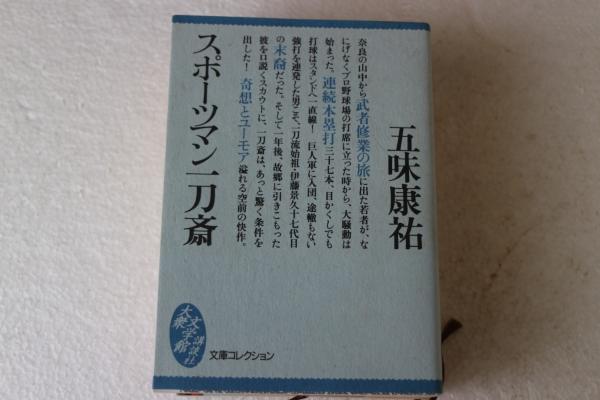 五味康祐
奈良の山中から武者修業の旅に出た若者が、な
にげなくプロ野球場の打席に立った時から、大騒動は
始まった。連続本塁打三十七本、目かくしでも
打球はスタンドへ一直線! 巨人軍に入団、途轍もない
強打を連発した男こそ、一刀流始祖・伊藤景久十七代目
の末裔だった。そして一年後、故郷に引きこもった
彼を口説くスカウトに、一刀斎は、あっと驚く条件を
出した! 奇想とユーモア溢れる空前の快作。
スポーツマン一刀斎
講談社
大衆文学館
文庫コレクション